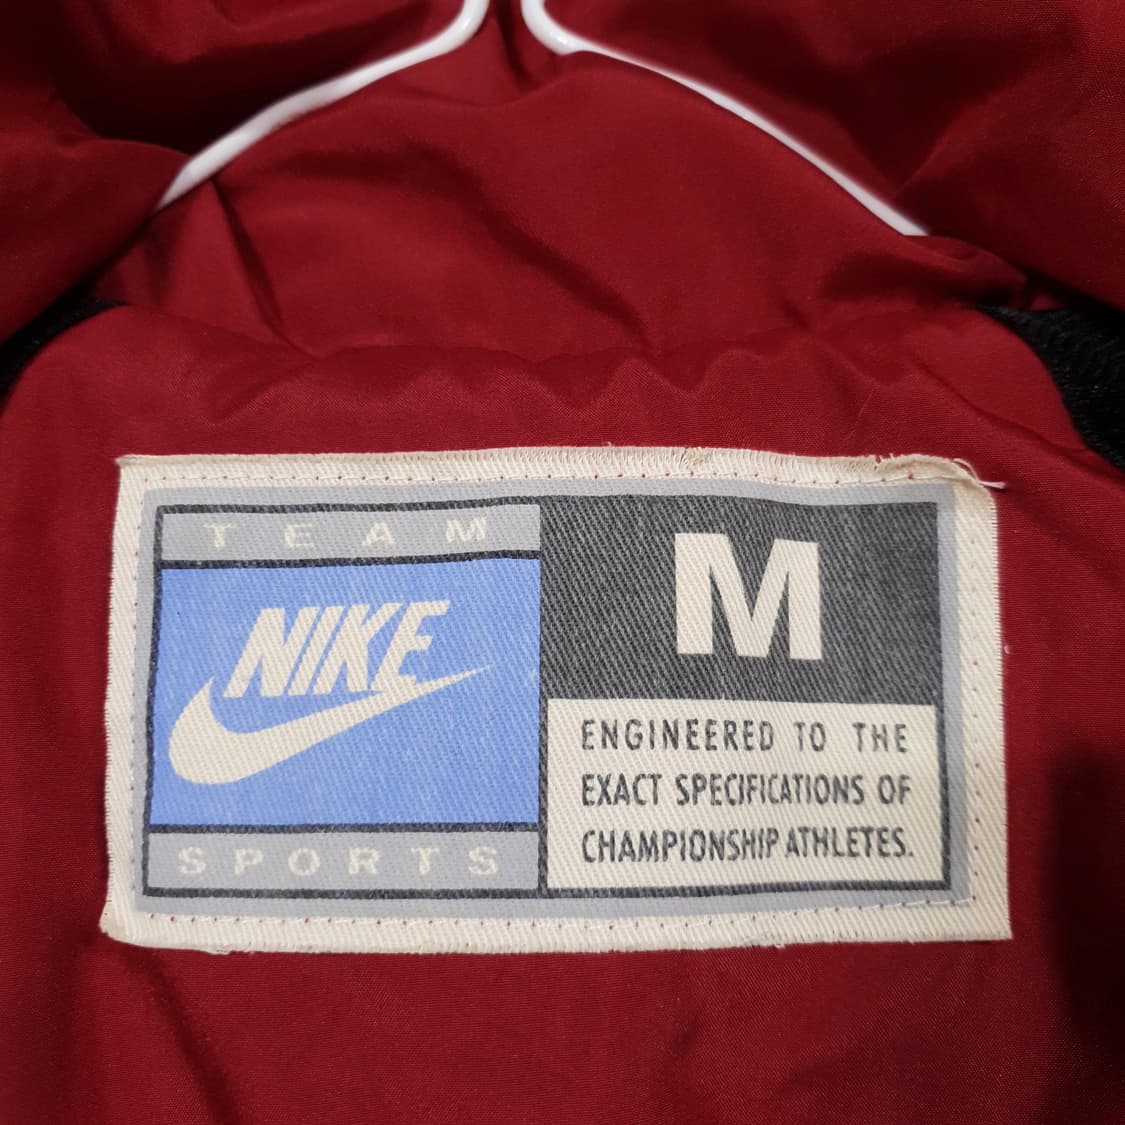 TEAM
NIKE
SPORTS
M
ENGINEERED TO THE
EXACT SPECIFICATIONS OF
CHAMPIONSHIP ATHLETES.